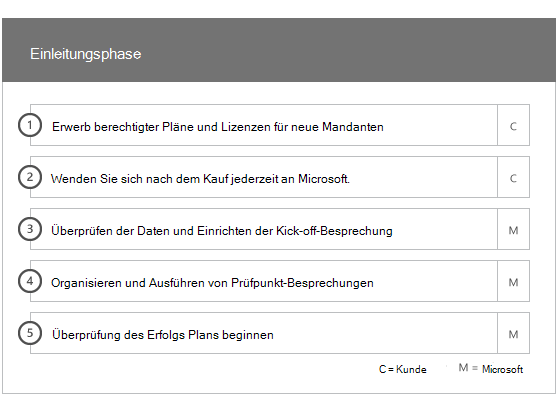 Einleitungsphase
1 Erwerb berechtigter Pläne und Lizenzen für neue Mandanten C
2 Wenden Sie sich nach dem Kauf jederzeit an Microsoft. C
3 Überprüfen der Daten und Einrichten der Kick-off-Besprechung M
4 Organisieren und Ausführen von Prüfpunkt-Besprechungen M
5 Überprüfung des Erfolgs Plans beginnen M
C = Kunde M = Microsoft